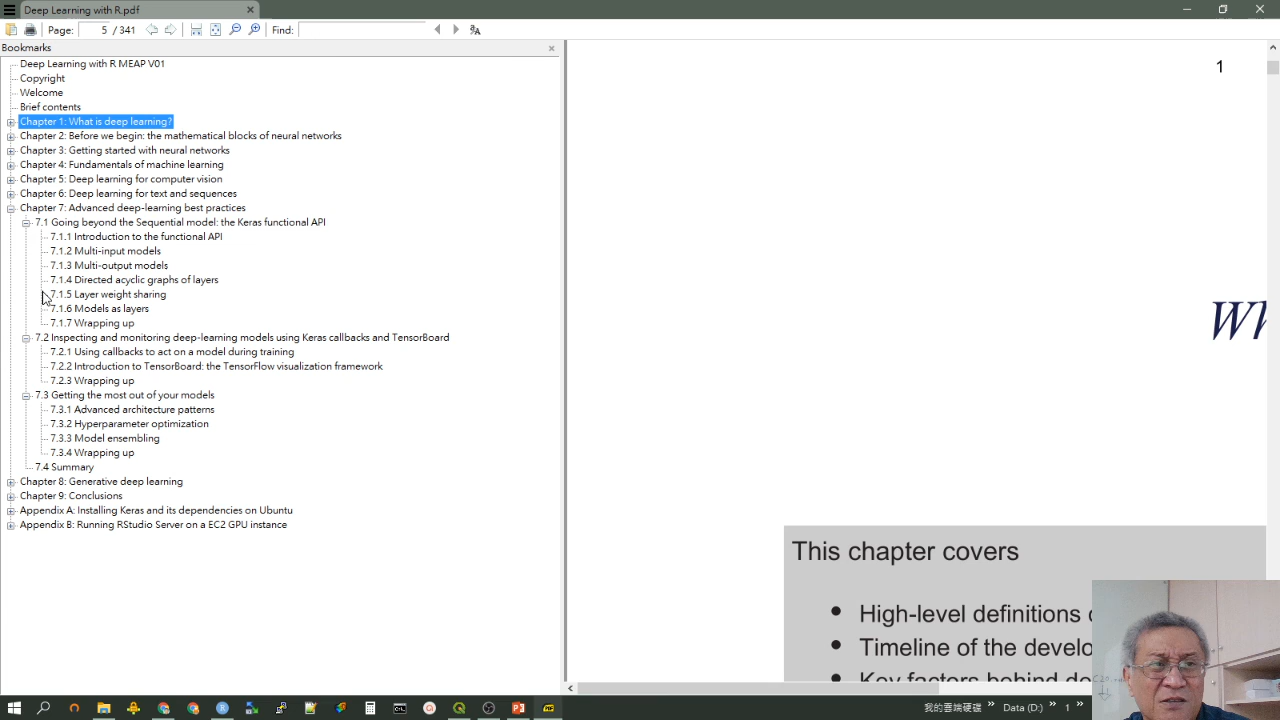 Deep Learning with R.pdf
Page: 5 / 341 Find:
Bookmarks
Deep Learning with R MEAP V01
Copyright
Welcome
Brief contents
Chapter 1: What is deep learning?
Chapter 2: Before we begin: the mathematical blocks of neural networks
Chapter 3: Getting started with neural networks
Chapter 4: Fundamentals of machine learning
Chapter 5: Deep learning for computer vision
Chapter 6: Deep learning for text and sequences
Chapter 7: Advanced deep-learning best practices
7.1 Going beyond the Sequential model: the Keras functional API
7.1.1 Introduction to the functional API
7.1.2 Multi-input models
7.1.3 Multi-output models
7.1.4 Directed acyclic graphs of layers
7.1.5 Layer weight sharing
7.1.6 Models as layers
7.1.7 Wrapping up
7.2 Inspecting and monitoring deep-learning models using Keras callbacks and TensorBoard
7.2.1 Using callbacks to act on a model during training
7.2.2 Introduction to TensorBoard: the TensorFlow visualization framework
7.2.3 Wrapping up
7.3 Getting the most out of your models
7.3.1 Advanced architecture patterns
7.3.2 Hyperparameter optimization
7.3.3 Model ensembling
7.3.4 Wrapping up
7.4 Summary
Chapter 8: Generative deep learning
Chapter 9: Conclusions
Appendix A: Installing Keras and its dependencies on Ubuntu
Appendix B: Running RStudio Server on a EC2 GPU instance
1
Wh
This chapter covers
• High-level definitions
• Timeline of the develo
• Key factors behind de
我的雲端硬碟 Data (D:) 1